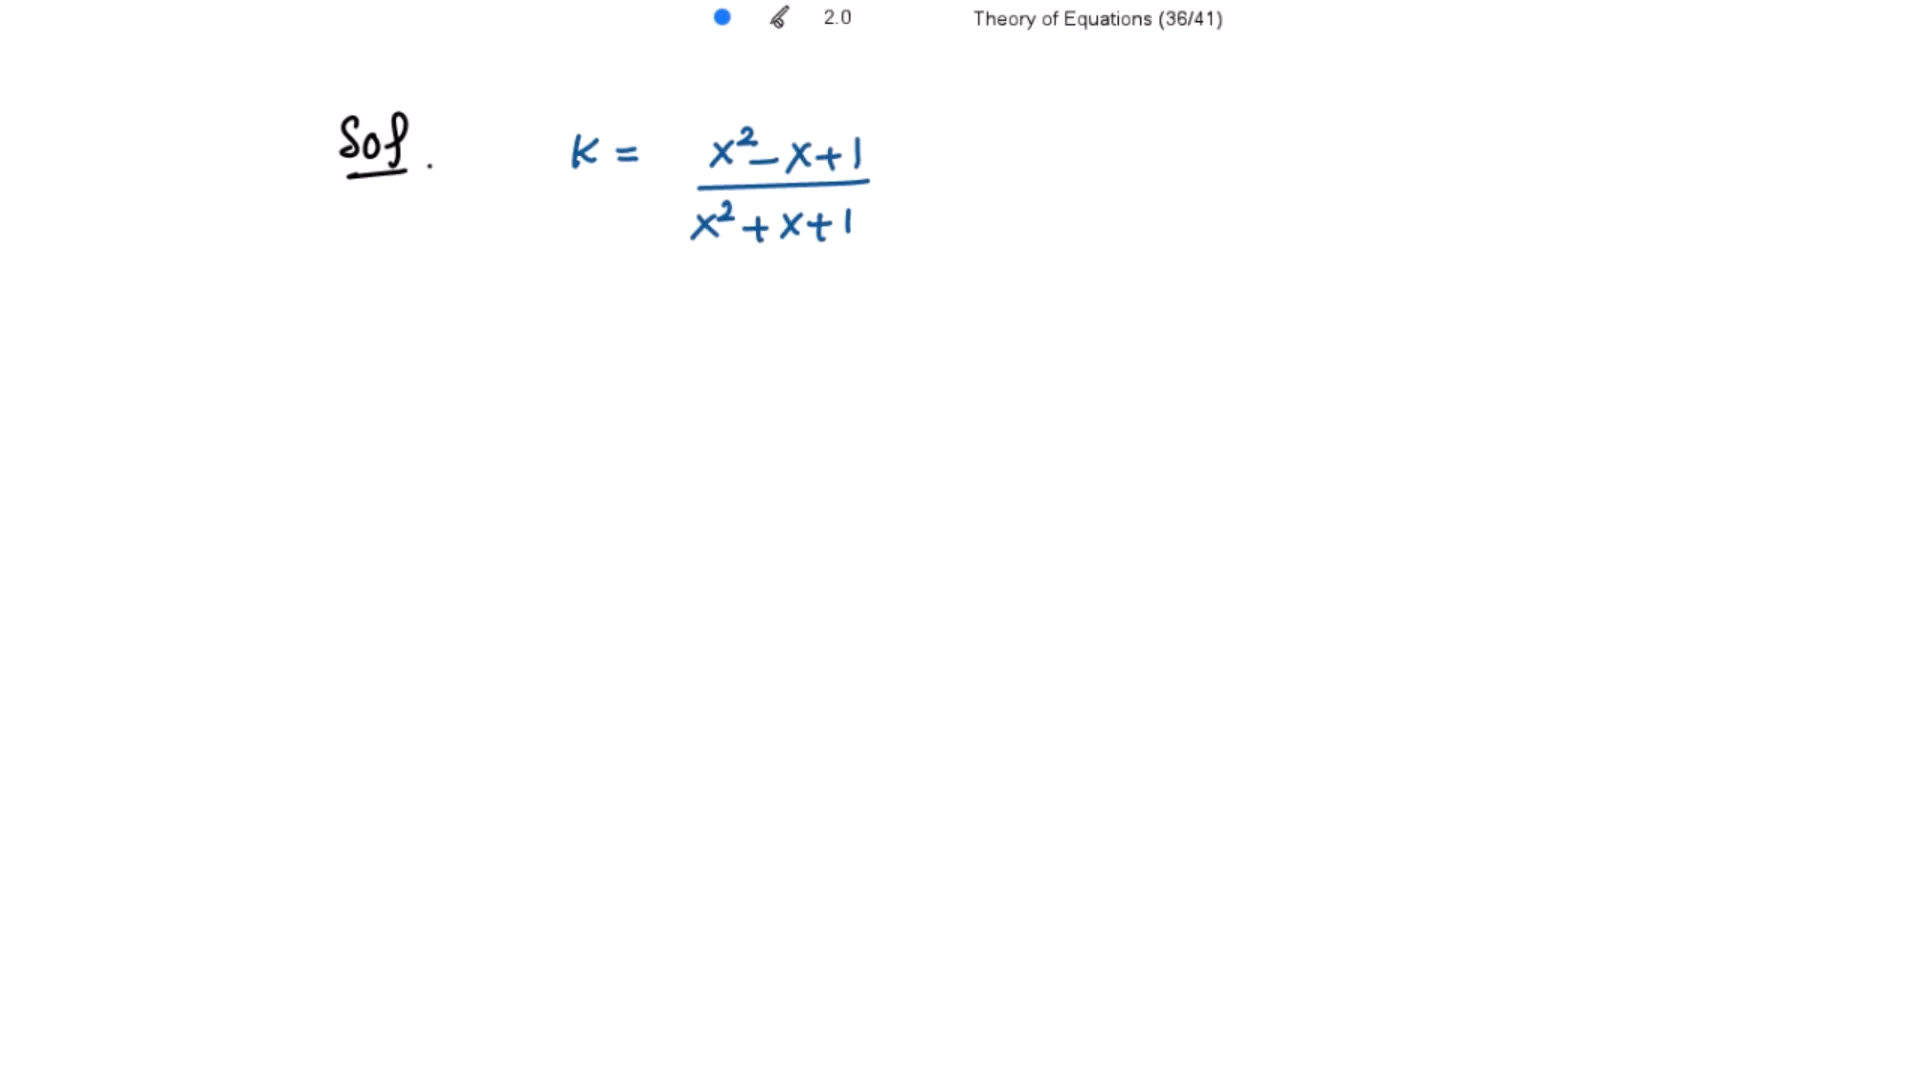 2.0 Theory of Equations (36/41)
Sol. K = x²-x+1
x²+x+1